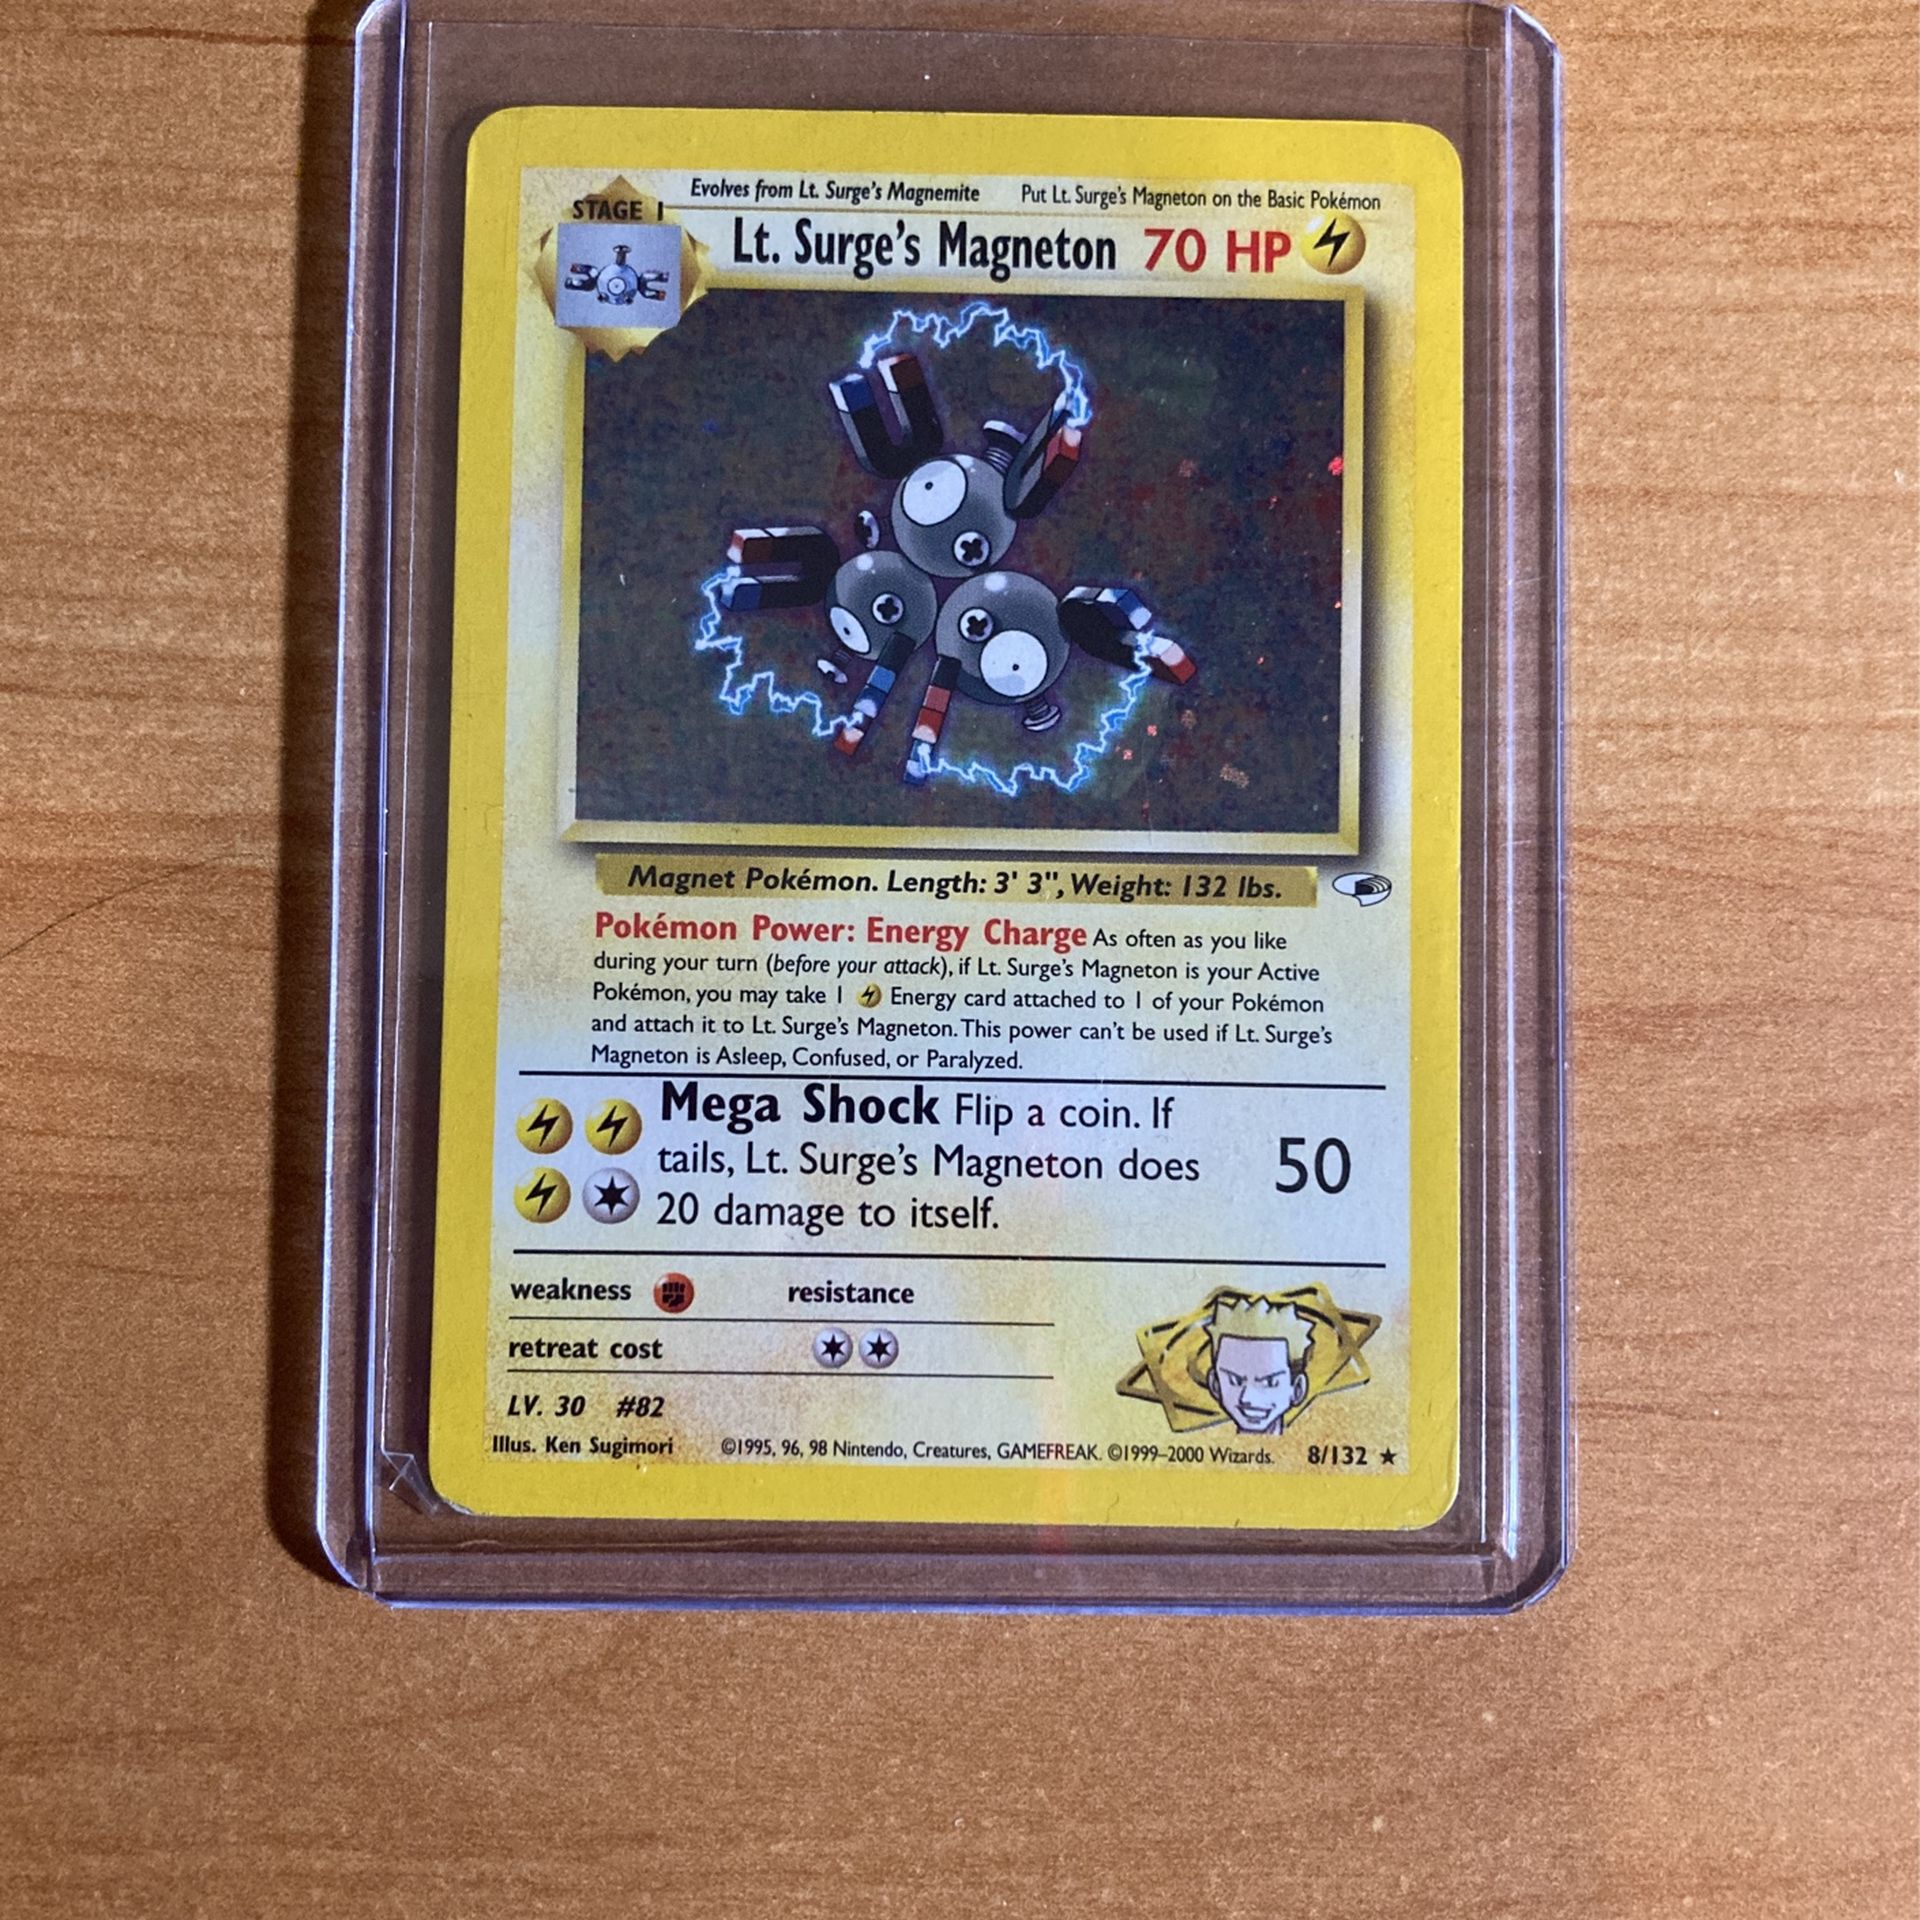 Evolves from Lt. Surge's Magnemite Put Lt. Surge's Magneton on the Basic Pokémon
STAGE 1
Lt. Surge's Magneton 70 HP
Magnet Pokémon. Length: 3' 3", Weight: 132 lbs.
Pokémon Power: Energy Charge As often as you like
during your turn (before your attack), if Lt. Surge's Magneton is your Active
Pokémon, you may take 1 Energy card attached to 1 of your Pokémon
and attach it to Lt. Surge's Magneton. This power can't be used if Lt. Surge's
Magneton is Asleep, Confused, or Paralyzed.
Mega Shock Flip a coin. If
tails, Lt. Surge's Magneton does
20 damage to itself.
50
weakness resistance
retreat cost
LV. 30 #82
Illus. Ken Sugimori ©1995, 96, 98 Nintendo, Creatures, GAMEFREAK. ©1999–2000 Wizards. 8/132 ★